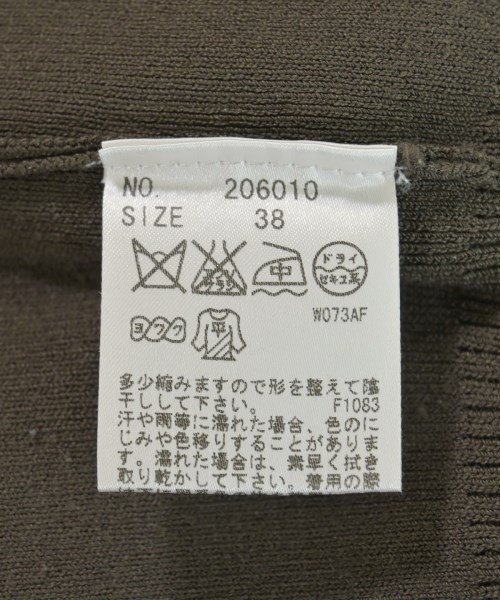 NO. 206010
SIZE 38
エンソ
サラシ
中
ドライ
セキユ系
W073AF
ヨワク
平
多少縮みますので形を整えて陰
干しして下さい。 F1083
汗や雨等に濡れた場合、色のに
じみや色移りすることがありま
す。濡れた場合は、素早く拭き
取り乾かして下さい。着用の際